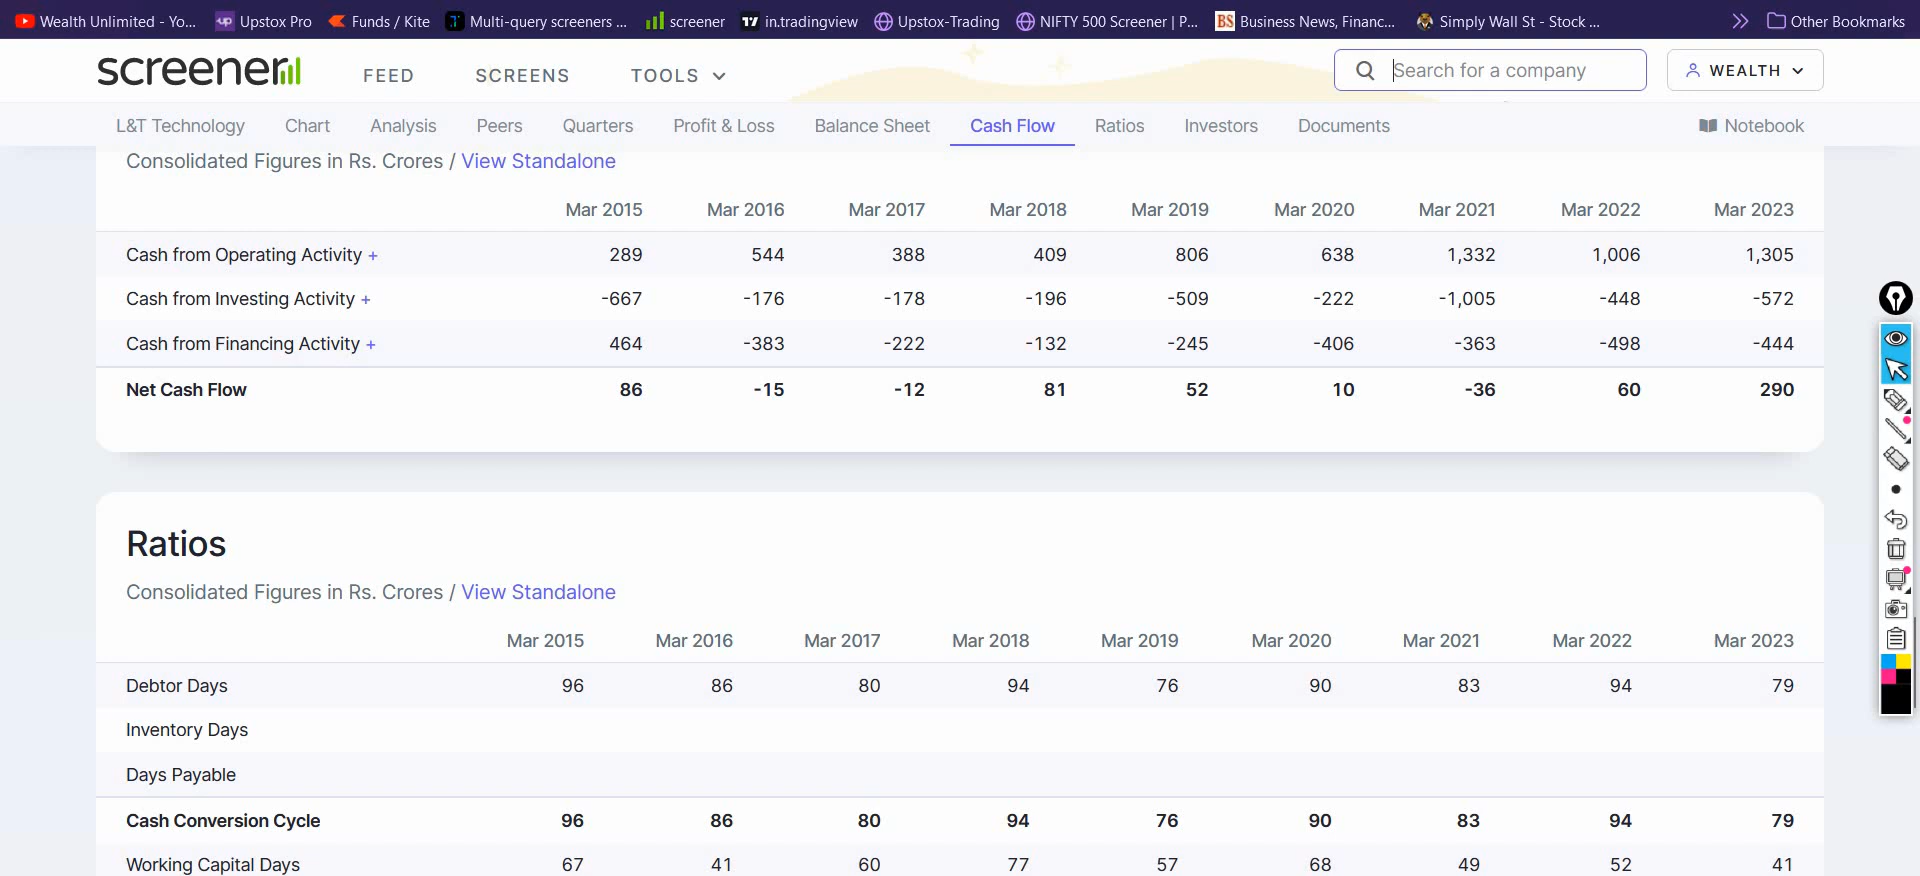 Wealth Unlimited - Yo... Upstox Pro Funds / Kite Multi-query screeners ... screener in.tradingview Upstox-Trading NIFTY 500 Screener | P... BS Business News, Financ... Simply Wall St - Stock ... Other Bookmarks
screener FEED SCREENS TOOLS Search for a company WEALTH
L&T Technology Chart Analysis Peers Quarters Profit & Loss Balance Sheet Cash Flow Ratios Investors Documents Notebook
Consolidated Figures in Rs. Crores / View Standalone
Mar 2015 Mar 2016 Mar 2017 Mar 2018 Mar 2019 Mar 2020 Mar 2021 Mar 2022 Mar 2023
Cash from Operating Activity + 289 544 388 409 806 638 1,332 1,006 1,305
Cash from Investing Activity + -667 -176 -178 -196 -509 -222 -1,005 -448 -572
Cash from Financing Activity + 464 -383 -222 -132 -245 -406 -363 -498 -444
Net Cash Flow 86 -15 -12 81 52 10 -36 60 290
Ratios
Consolidated Figures in Rs. Crores / View Standalone
Mar 2015 Mar 2016 Mar 2017 Mar 2018 Mar 2019 Mar 2020 Mar 2021 Mar 2022 Mar 2023
Debtor Days 96 86 80 94 76 90 83 94 79
Inventory Days
Days Payable
Cash Conversion Cycle 96 86 80 94 76 90 83 94 79
Working Capital Days 67 41 60 77 57 68 49 52 41